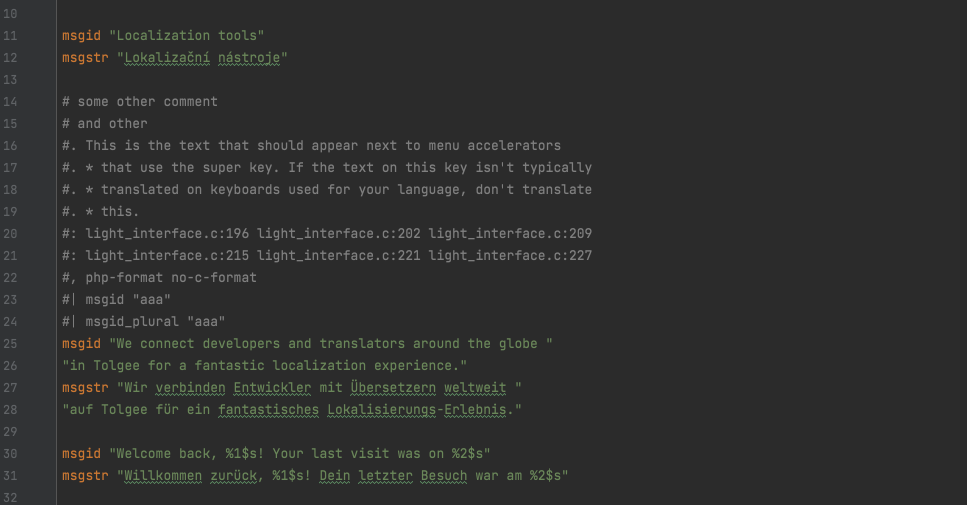 10
11 msgid "Localization tools"
12 msgstr "Lokalizační nástroje"
13
14 # some other comment
15 # and other
16 #. This is the text that should appear next to menu accelerators
17 #. * that use the super key. If the text on this key isn't typically
18 #. * translated on keyboards used for your language, don't translate
19 #. * this.
20 #: light_interface.c:196 light_interface.c:202 light_interface.c:209
21 #: light_interface.c:215 light_interface.c:221 light_interface.c:227
22 #, php-format no-c-format
23 #| msgid "aaa"
24 #| msgid_plural "aaa"
25 msgid "We connect developers and translators around the globe "
26 "in Tolgee for a fantastic localization experience."
27 msgstr "Wir verbinden Entwickler mit Übersetzern weltweit "
28 "auf Tolgee für ein fantastisches Lokalisierungs-Erlebnis."
29
30 msgid "Welcome back, %1$s! Your last visit was on %2$s"
31 msgstr "Willkommen zurück, %1$s! Dein letzter Besuch war am %2$s"
32